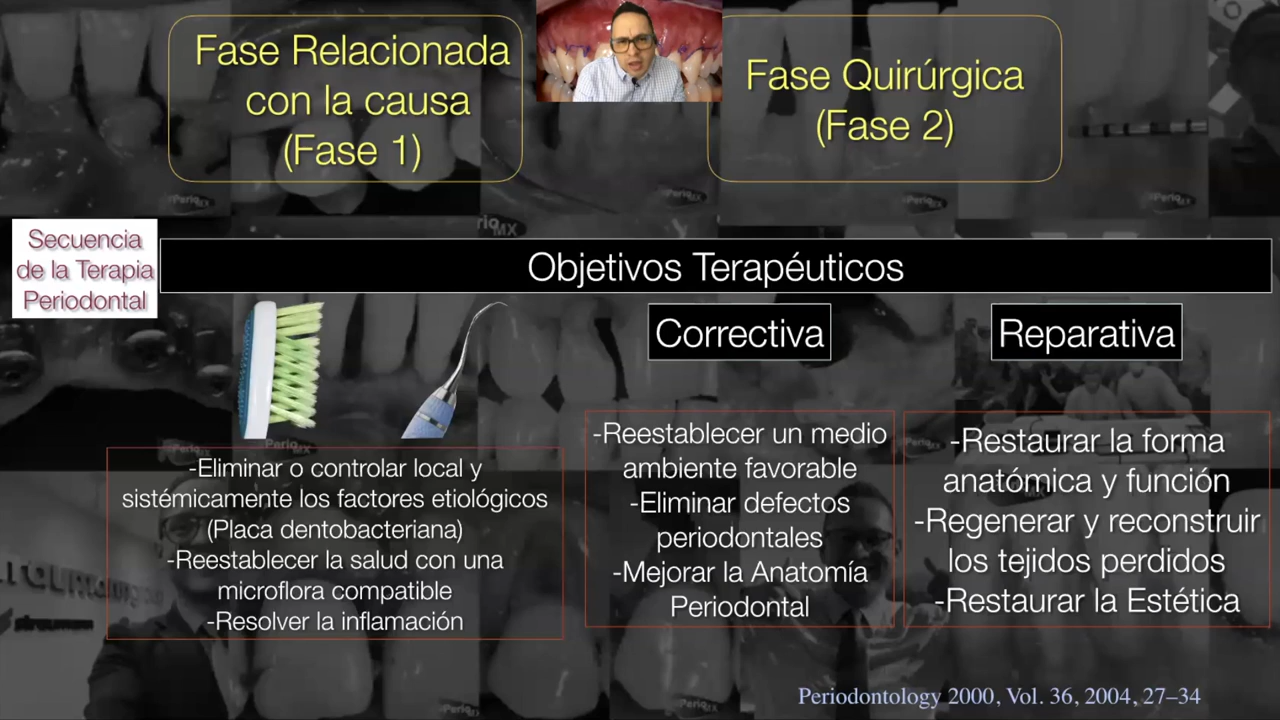 Fase Relacionada
con la causa
(Fase 1)
Fase Quirúrgica
(Fase 2)
Secuencia
de la Terapia
Periodontal
Objetivos Terapéuticos
Correctiva
Reparativa
-Eliminar o controlar local y
sistémicamente los factores etiológicos
(Placa dentobacteriana)
-Reestablecer la salud con una
microflora compatible
-Resolver la inflamación
-Reestablecer un medio
ambiente favorable
-Eliminar defectos
periodontales
-Mejorar la Anatomía
Periodontal
-Restaurar la forma
anatómica y función
-Regenerar y reconstruir
los tejidos perdidos
-Restaurar la Estética
Periodontology 2000, Vol. 36, 2004, 27–34